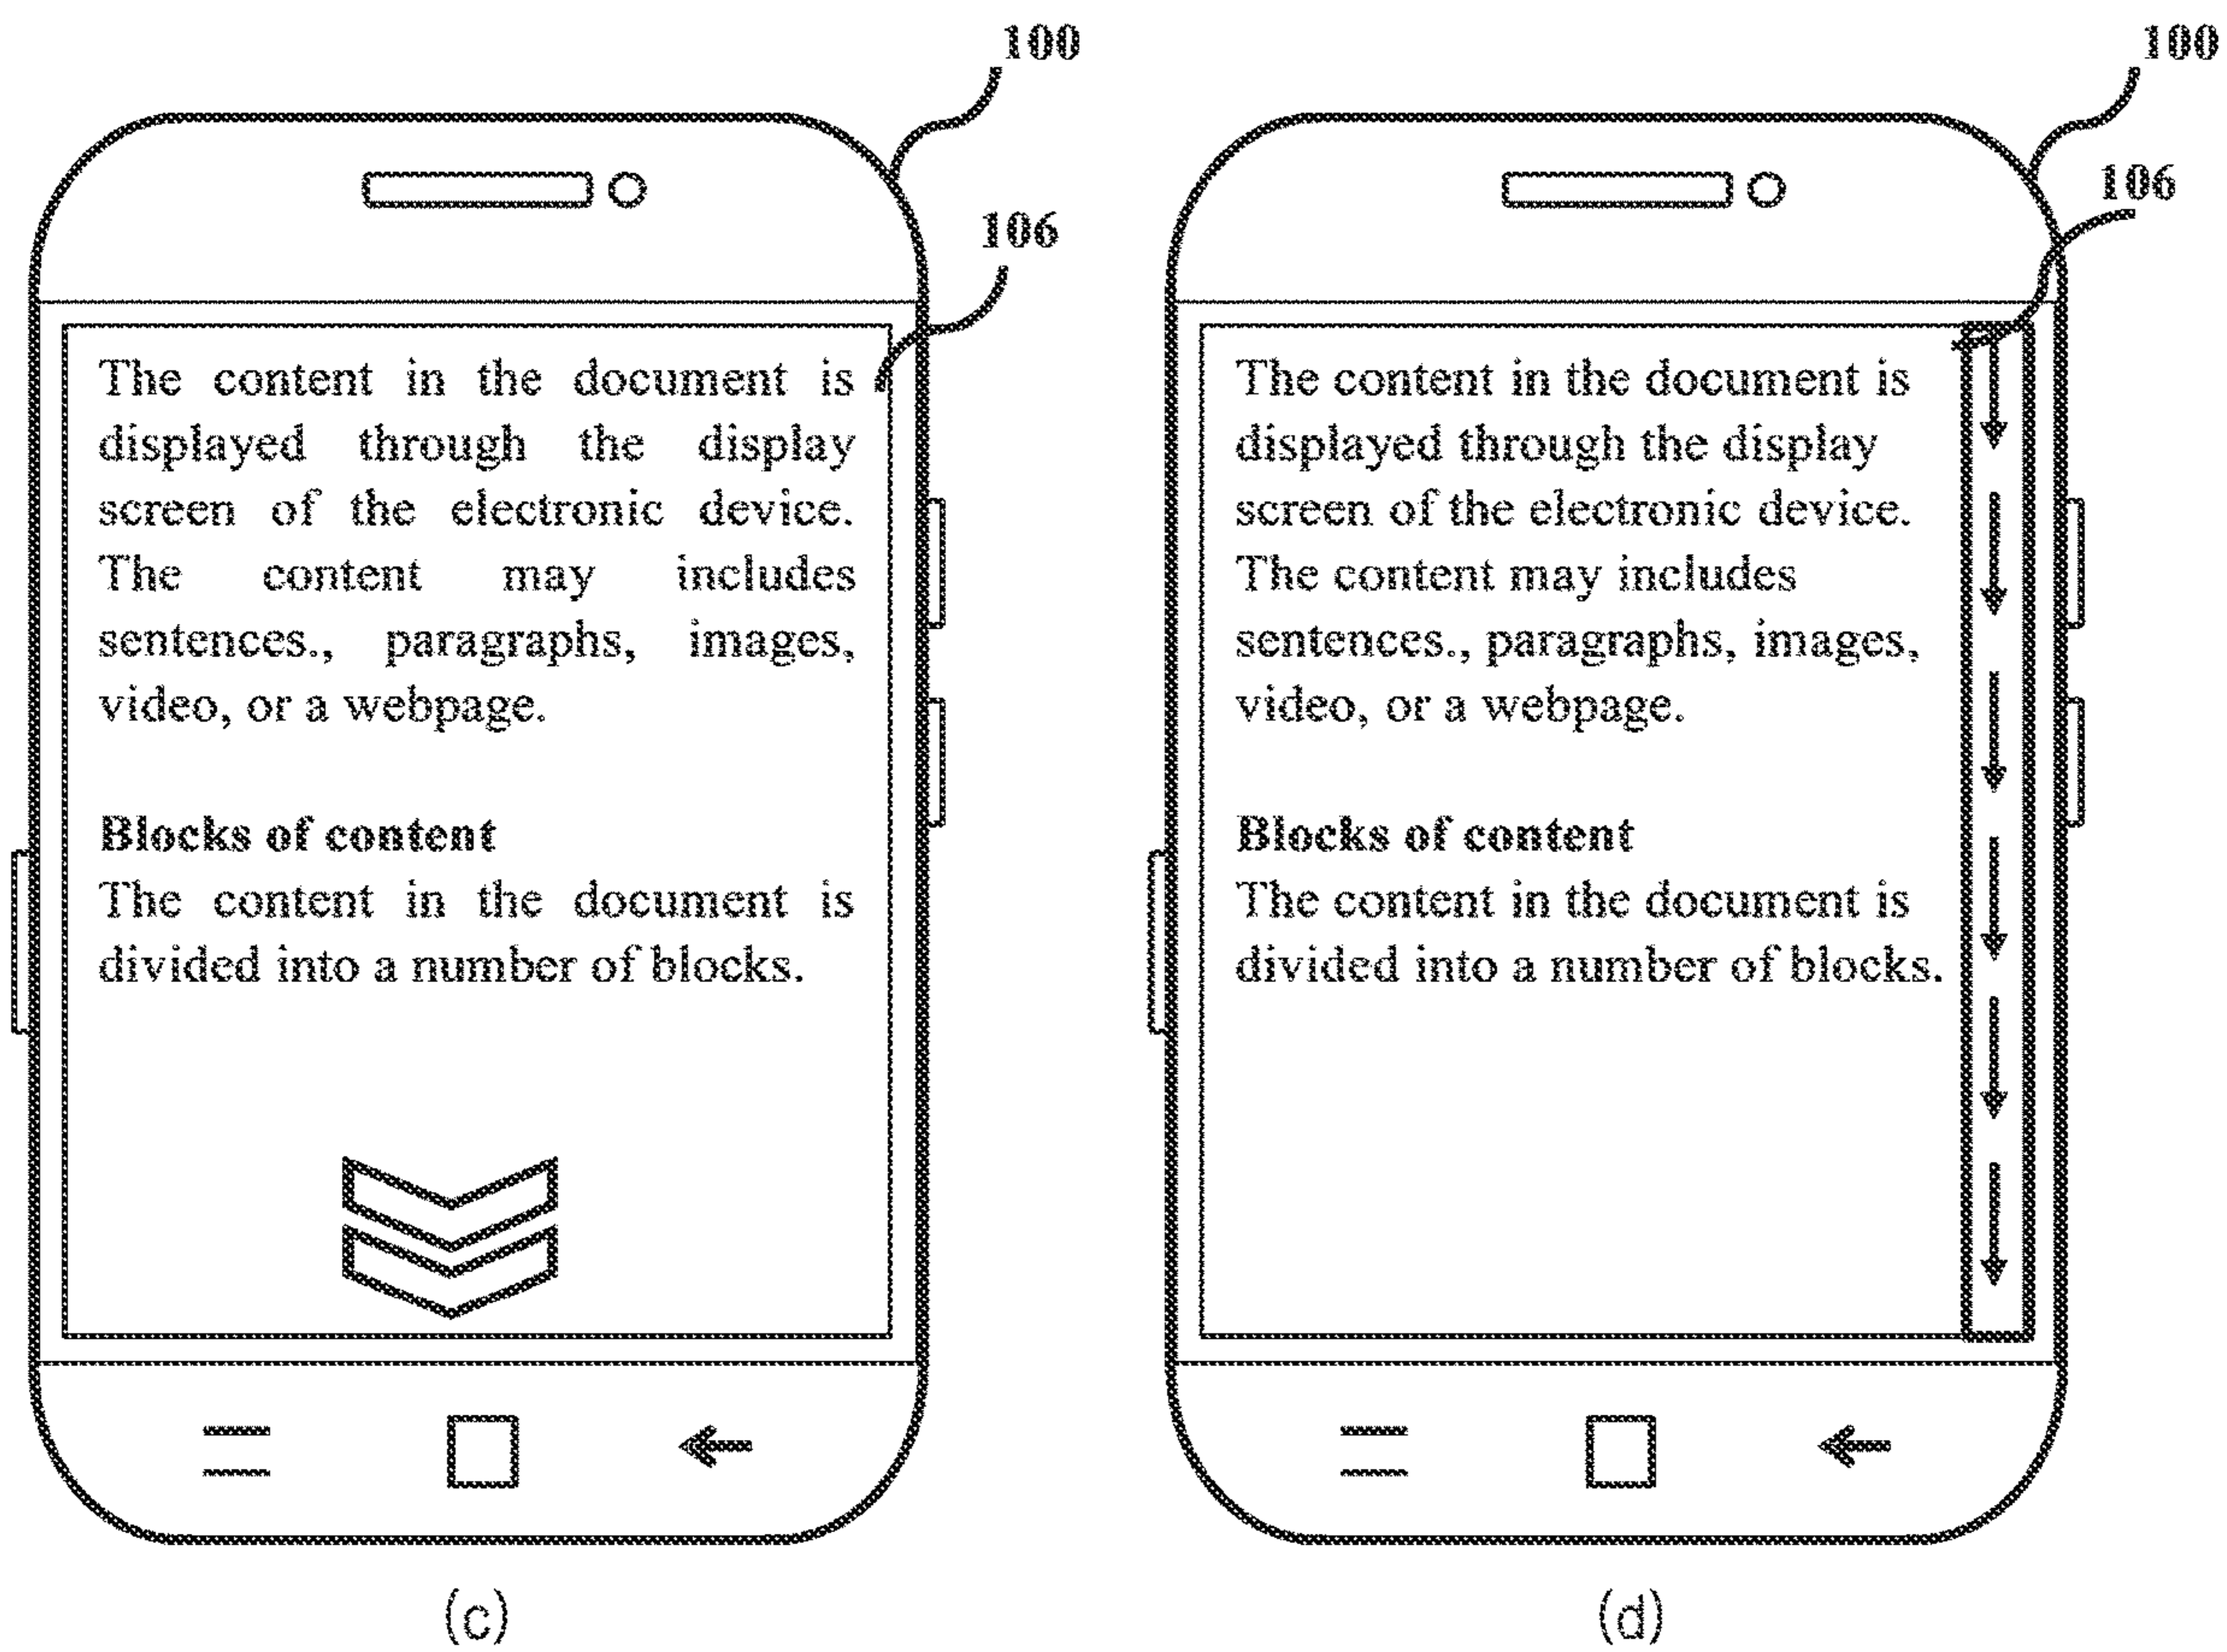 100
106
The content in the document is
displayed through the display
screen of the electronic device.
The content may includes
sentences., paragraphs, images,
video, or a webpage.
Blocks of content
The content in the document is
divided into a number of blocks.
(c)
100
106
The content in the document is
displayed through the display
screen of the electronic device.
The content may includes
sentences., paragraphs, images,
video, or a webpage.
Blocks of content
The content in the document is
divided into a number of blocks.
(d)